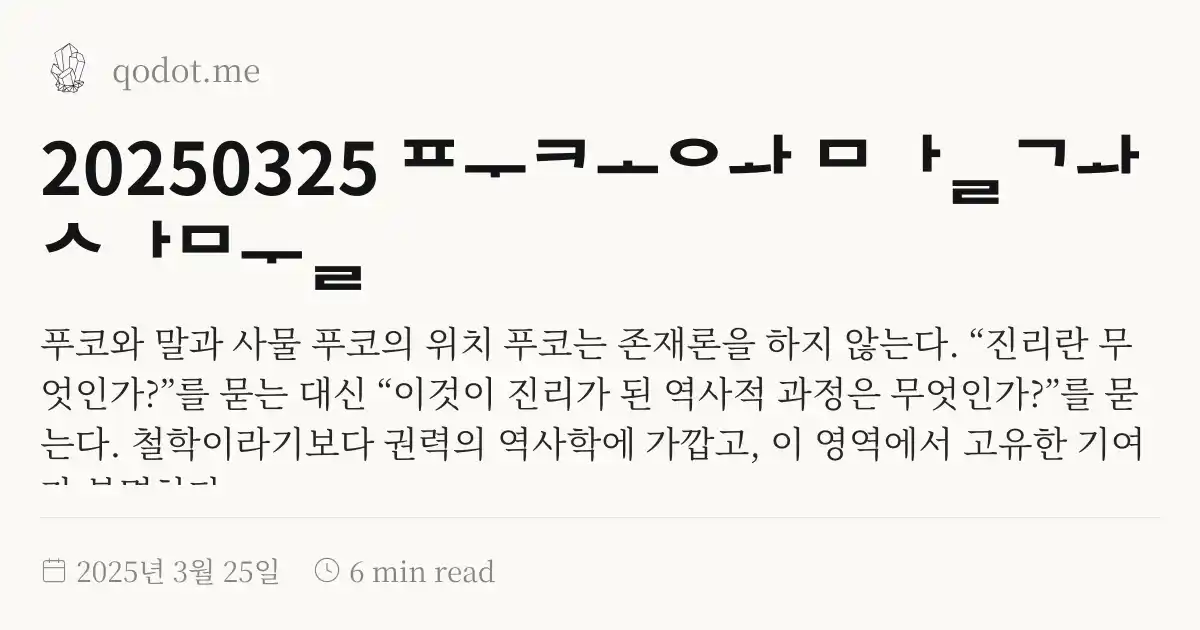 qodot.me
20250325 푸코와 말과
사물
푸코와 말과 사물 푸코의 위치 푸코는 존재론을 하지 않는다. “진리란 무
엇인가?”를 묻는 대신 “이것이 진리가 된 역사적 과정은 무엇인가?”를 묻
는다. 철학이라기보다 권력의 역사학에 가깝고, 이 영역에서 고유한 기여
2025년 3월 25일 6 min read